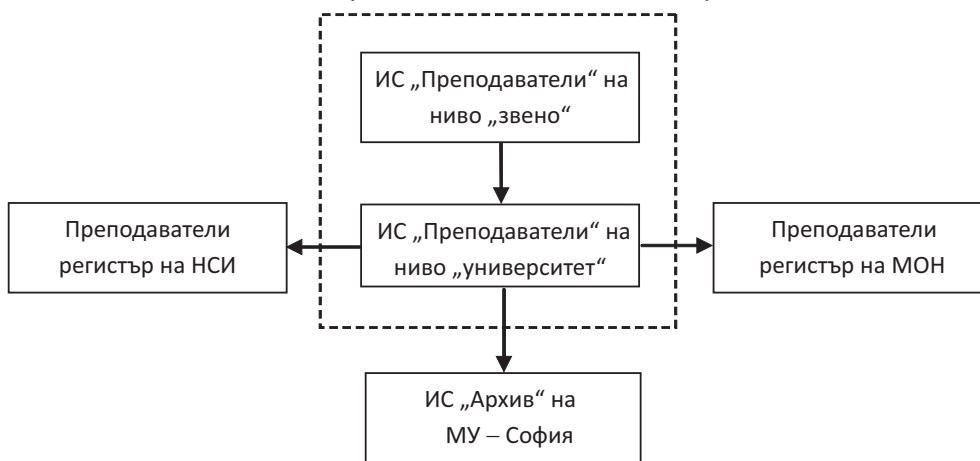 ИС „Преподаватели“ на
ниво „звено“
Преподаватели
регистър на НСИ
ИС „Преподаватели“ на
ниво „университет“
Преподаватели
регистър на МОН
ИС „Архив“ на
МУ – София